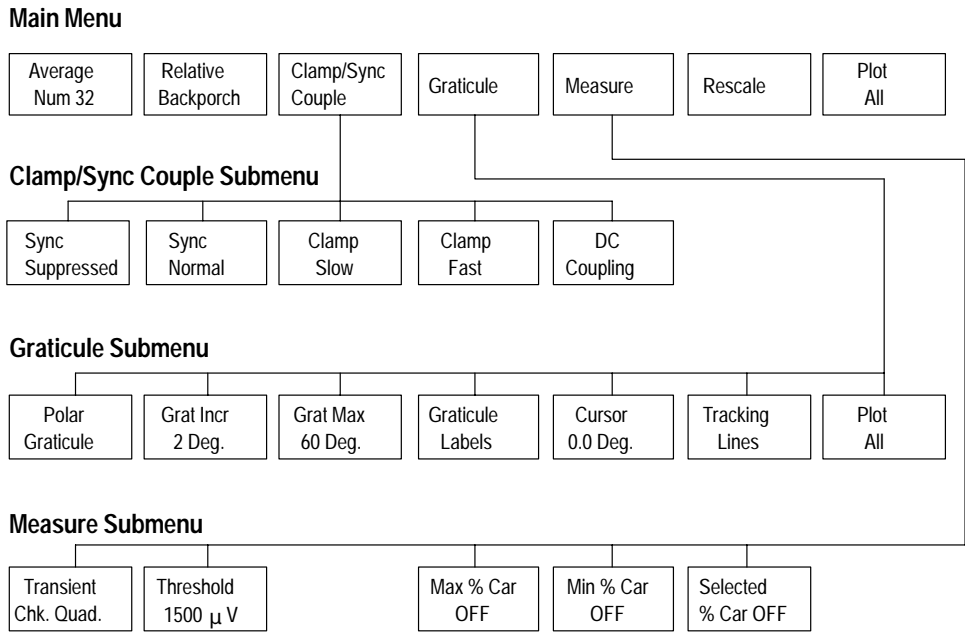 Main Menu
Average
Num 32
Relative
Backporch
Clamp/Sync
Couple
Graticule
Measure
Rescale
Plot
All
Clamp/Sync Couple Submenu
Sync
Suppressed
Sync
Normal
Clamp
Slow
Clamp
Fast
DC
Coupling
Graticule Submenu
Polar
Graticule
Grat Incr
2 Deg.
Grat Max
60 Deg.
Graticule
Labels
Cursor
0.0 Deg.
Tracking
Lines
Plot
All
Measure Submenu
Transient
Chk. Quad.
Threshold
1500 μ V
Max % Car
OFF
Min % Car
OFF
Selected
% Car OFF